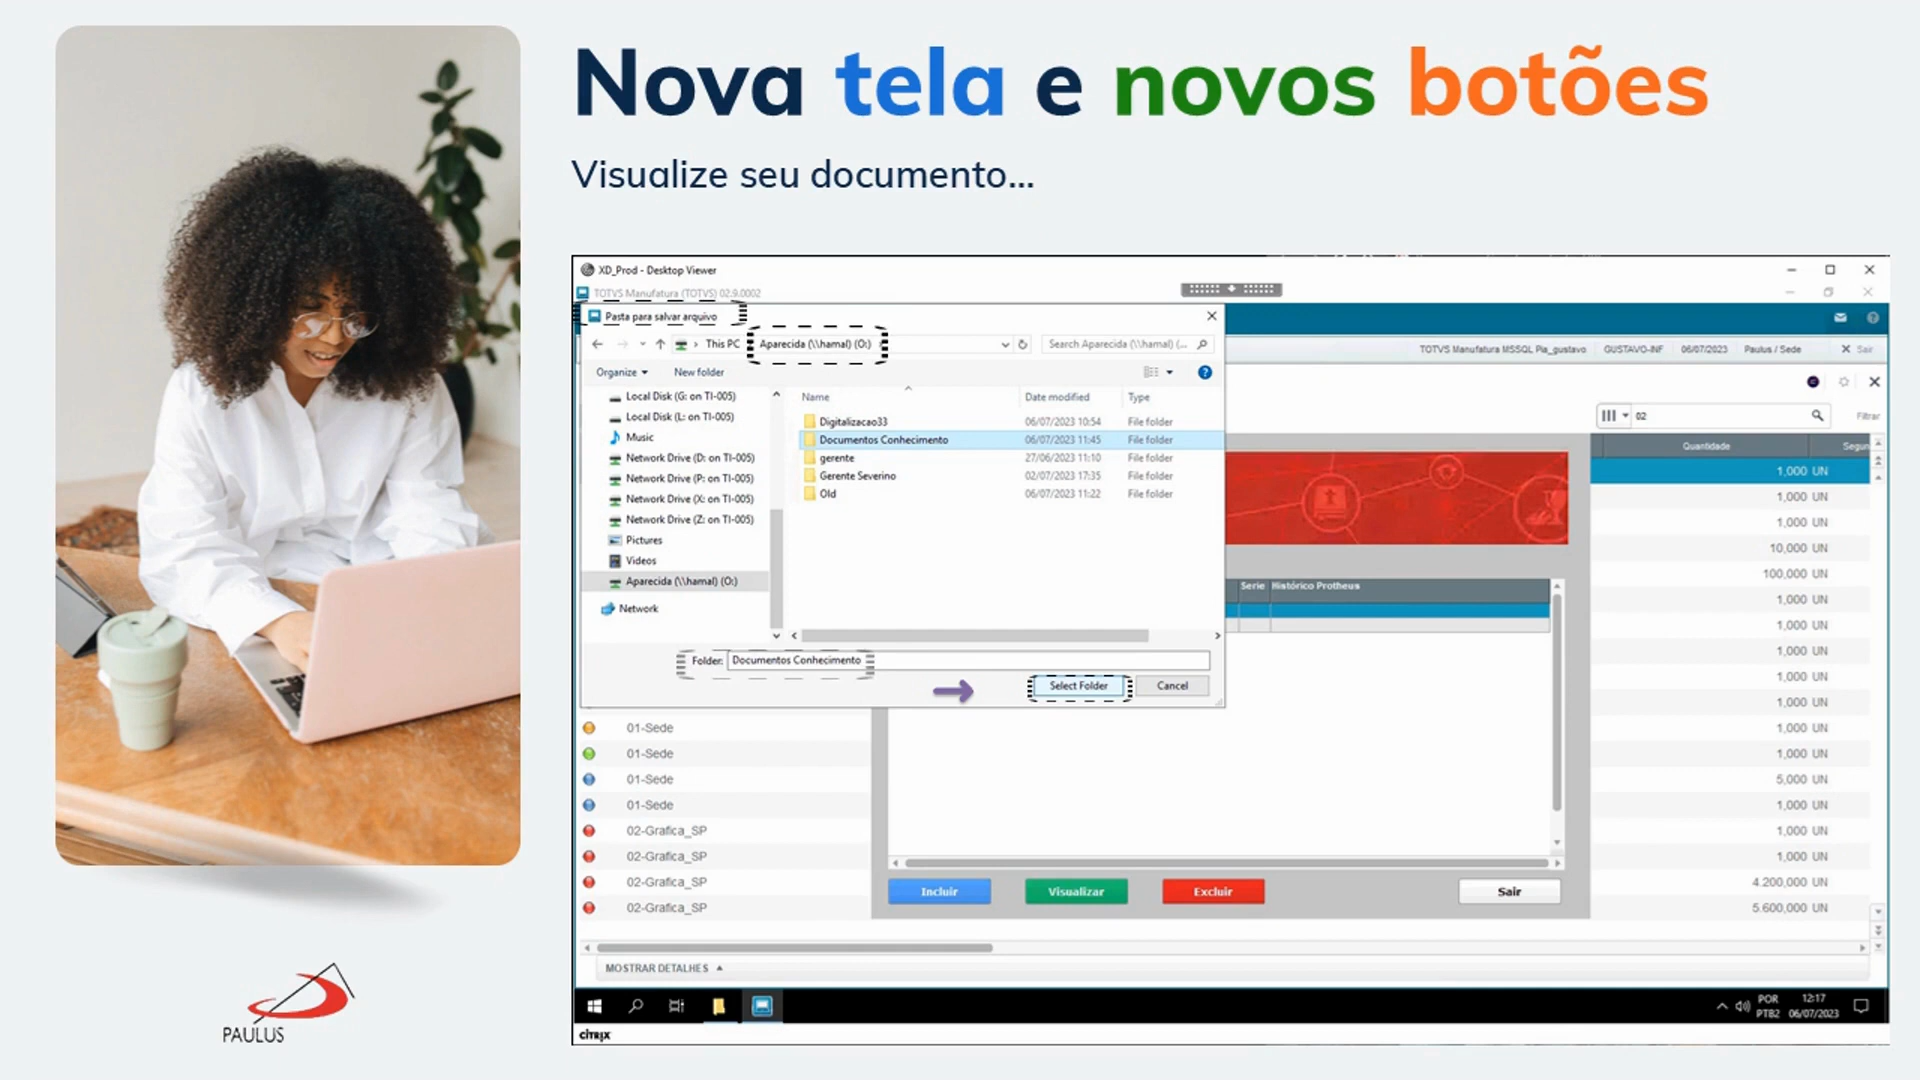 Nova tela e novos botões
Visualize seu documento...
XD_Prod - Desktop Viewer
TOTVS Manufatura (TOTVS) 02.9.0002
Pasta para salvar arquivo
This PC
Aparecida (\\hamal) (O:)
Search Aparecida (\\hamal) (...
TOTVS Manufatura MSSQL Pia_gustavo GUSTAVO-INF 06/07/2023 Paulus / Sede Sair
Organize
New folder
Name Date modified Type
Local Disk (G: on TI-005)
Local Disk (L: on TI-005)
Music
Network Drive (D: on TI-005)
Network Drive (P: on TI-005)
Network Drive (X: on TI-005)
Network Drive (Z: on TI-005)
Pictures
Videos
Aparecida (\\hamal) (O:)
Network
Digitalizacao33 06/07/2023 10:54 File folder
Documentos Conhecimento 06/07/2023 11:45 File folder
gerente 27/06/2023 11:10 File folder
Gerente Severino 02/07/2023 17:35 File folder
Old 06/07/2023 11:22 File folder
Folder: Documentos Conhecimento
Select Folder
Cancel
02
Filtrar
Quantidade Segun
1,000 UN
1,000 UN
1,000 UN
10,000 UN
100,000 UN
1,000 UN
1,000 UN
1,000 UN
1,000 UN
1,000 UN
Serie Histórico Protheus
01-Sede 1,000 UN
01-Sede 1,000 UN
01-Sede 5,000 UN
01-Sede 1,000 UN
02-Grafica_SP 1,000 UN
02-Grafica_SP 1,000 UN
02-Grafica_SP 4.200,000 UN
02-Grafica_SP 5.600,000 UN
Incluir
Visualizar
Excluir
Sair
MOSTRAR DETALHES
POR
PTB2
12:17
06/07/2023
citrix
PAULUS